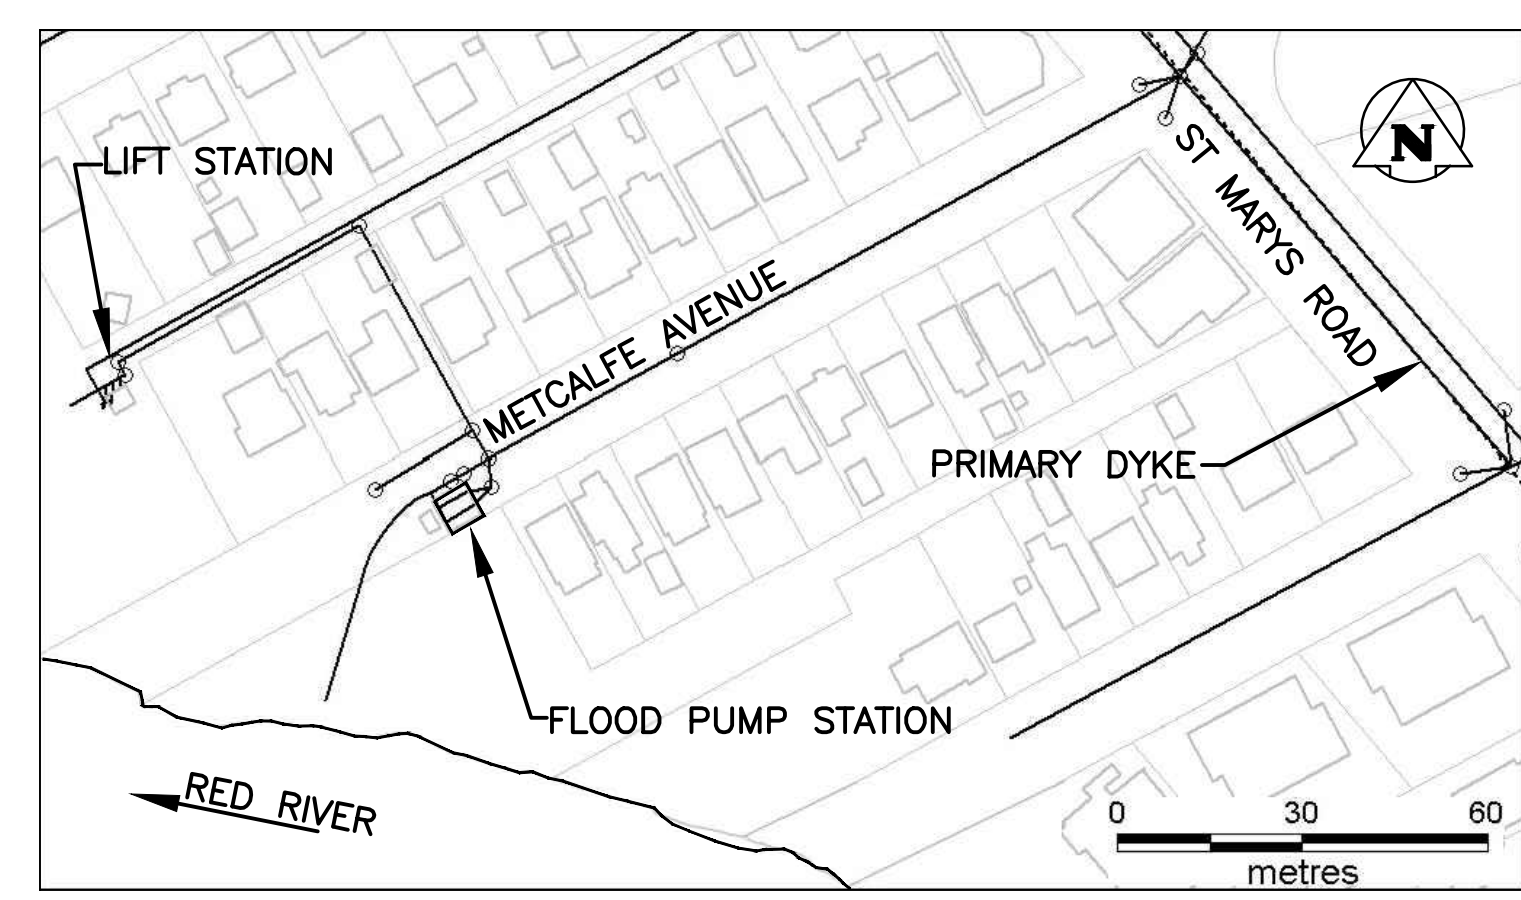 LIFT STATION
N
ST MARYS ROAD
METCALFE AVENUE
PRIMARY DYKE
FLOOD PUMP STATION
RED RIVER
0 30 60
metres